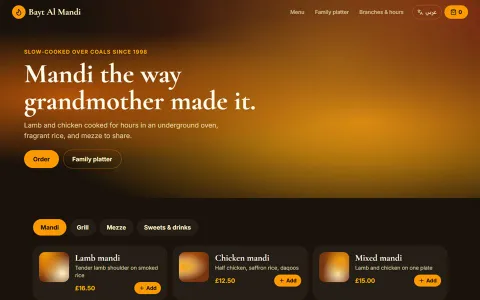 Bayt Al Mandi
Menu
Family platter
Branches & hours
عربي
0
SLOW-COOKED OVER COALS SINCE 1998
Mandi the way
grandmother made it.
Lamb and chicken cooked for hours in an underground oven,
fragrant rice, and mezze to share.
Order
Family platter
Mandi
Grill
Mezze
Sweets & drinks
Lamb mandi
Tender lamb shoulder on smoked
rice
£16.50
+ Add
Chicken mandi
Half chicken, saffron rice, daqoos
£12.50
+ Add
Mixed mandi
Lamb and chicken on one plate
£15.00
+ Add